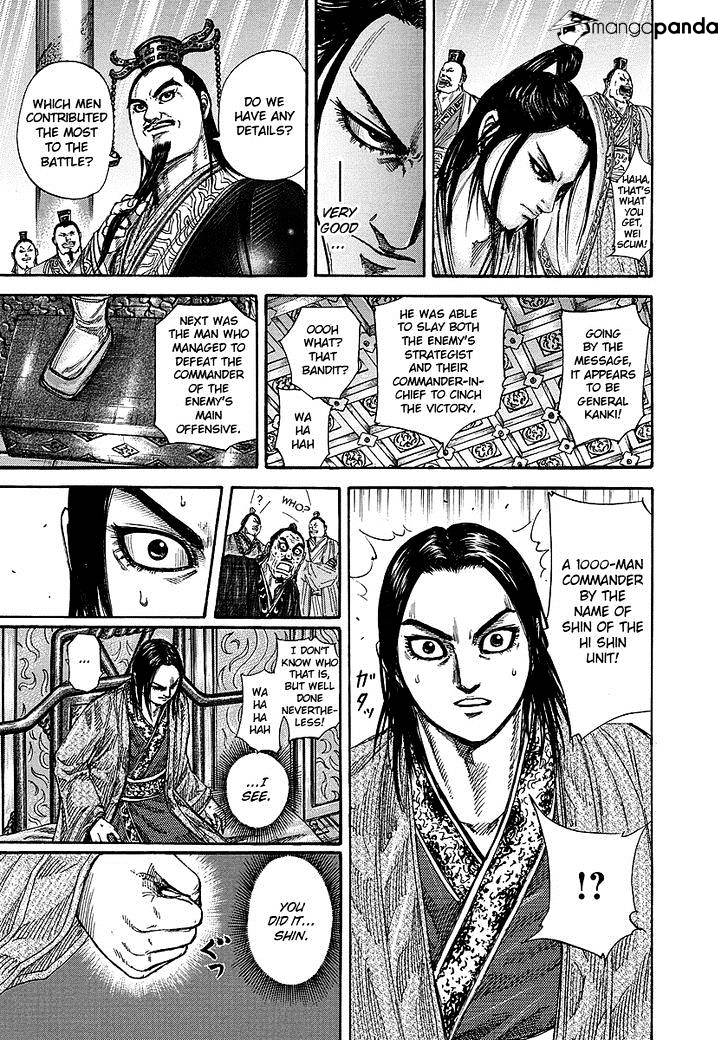 mangapanda
HAHA,
THAT'S
WHAT
YOU
GET,
WEI
SCUM!
VERY
GOOD
...
DO WE
HAVE ANY
DETAILS?
WHICH MEN
CONTRIBUTED
THE MOST
TO THE
BATTLE?
GOING
BY THE
MESSAGE, IT
APPEARS
TO BE
GENERAL
KANKI!
HE WAS ABLE
TO SLAY BOTH
THE ENEMY'S
STRATEGIST
AND THEIR
COMMANDER-IN-
CHIEF TO CINCH
THE VICTORY.
OOOH
WHAT?
THAT
BANDIT?
WA
HA
HAH
NEXT WAS
THE MAN WHO
MANAGED TO
DEFEAT THE
COMMANDER
OF THE
ENEMY'S
MAIN
OFFENSIVE.
A 1000-MAN
COMMANDER
BY THE
NAME OF
SHIN OF THE
HI SHIN
UNIT!
!?
ガタッ
?
WHO?
I DON'T
KNOW WHO
THAT IS,
BUT WELL
DONE
NEVERTHE-
LESS!
WA
HA
HA
HAH
...
...I
SEE.
YOU
DID IT...
SHIN.
ぐっ